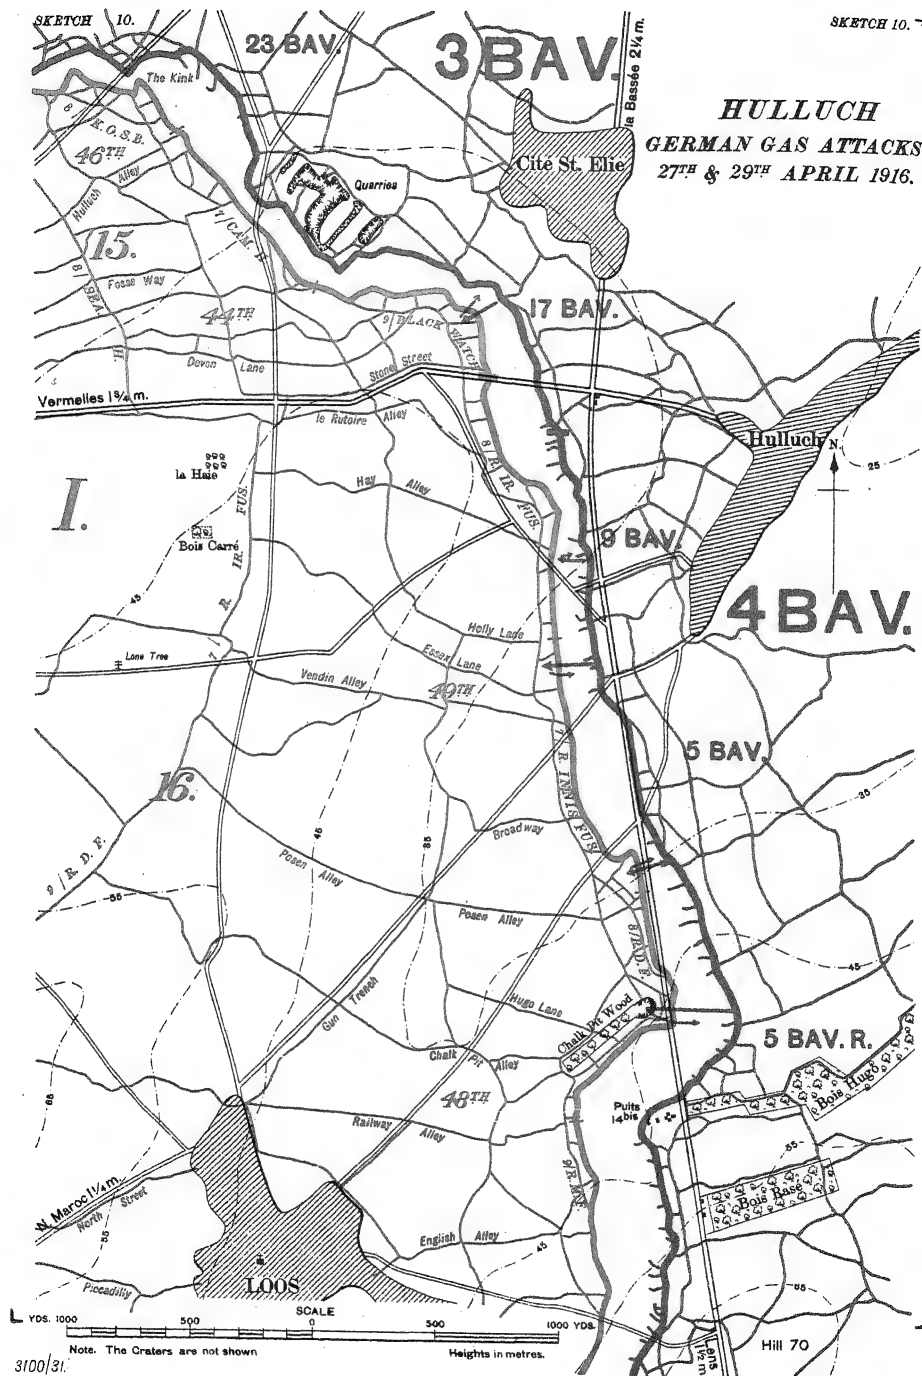 SKETCH 10.
SKETCH 10.
HULLUCH
GERMAN GAS ATTACKS
27TH & 29TH APRIL 1916.
23 BAV.
3 BAV.
la Bassée 2¼ m.
The Kink
8/K.O.S.B.
46TH
Hulluch Alley
Quarries
Cité St. Elie
7/CAM. H.
15.
8/SEA. H.
Fosse Way
44TH
9/BLACK WATCH
17 BAV.
Devon Lane
Stone Street
Vermelles 1¾ m.
le Rutoire Alley
Hulluch
N.
25
la Haie
Hay Alley
8/R. IR. FUS.
I.
Bois Carré
7/R. IR. FUS.
9 BAV.
45
4 BAV.
Holly Lane
Essex Lane
Lone Tree
Vendin Alley
49TH
7/R. INNIS. FUS.
5 BAV.
16.
35
Broadway
45
35
9/R.D.F.
Posen Alley
Posen Alley
55
8/R.D.F.
45
Gun Trench
Hugo Lane
Chalk Pit Wood
5 BAV. R.
Chalk Pit Alley
Bois Hugo
48TH
Puits 14bis
Railway Alley
65
55
N. Maroc 1¼ m.
North Street
55
Bois Rasé
English Alley
45
Piccadilly
LOOS
65
Hill 70
Lens 1½ m
SCALE
YDS. 1000
500
0
500
1000 YDS.
Note. The Craters are not shown
Heights in metres.
3100/31.